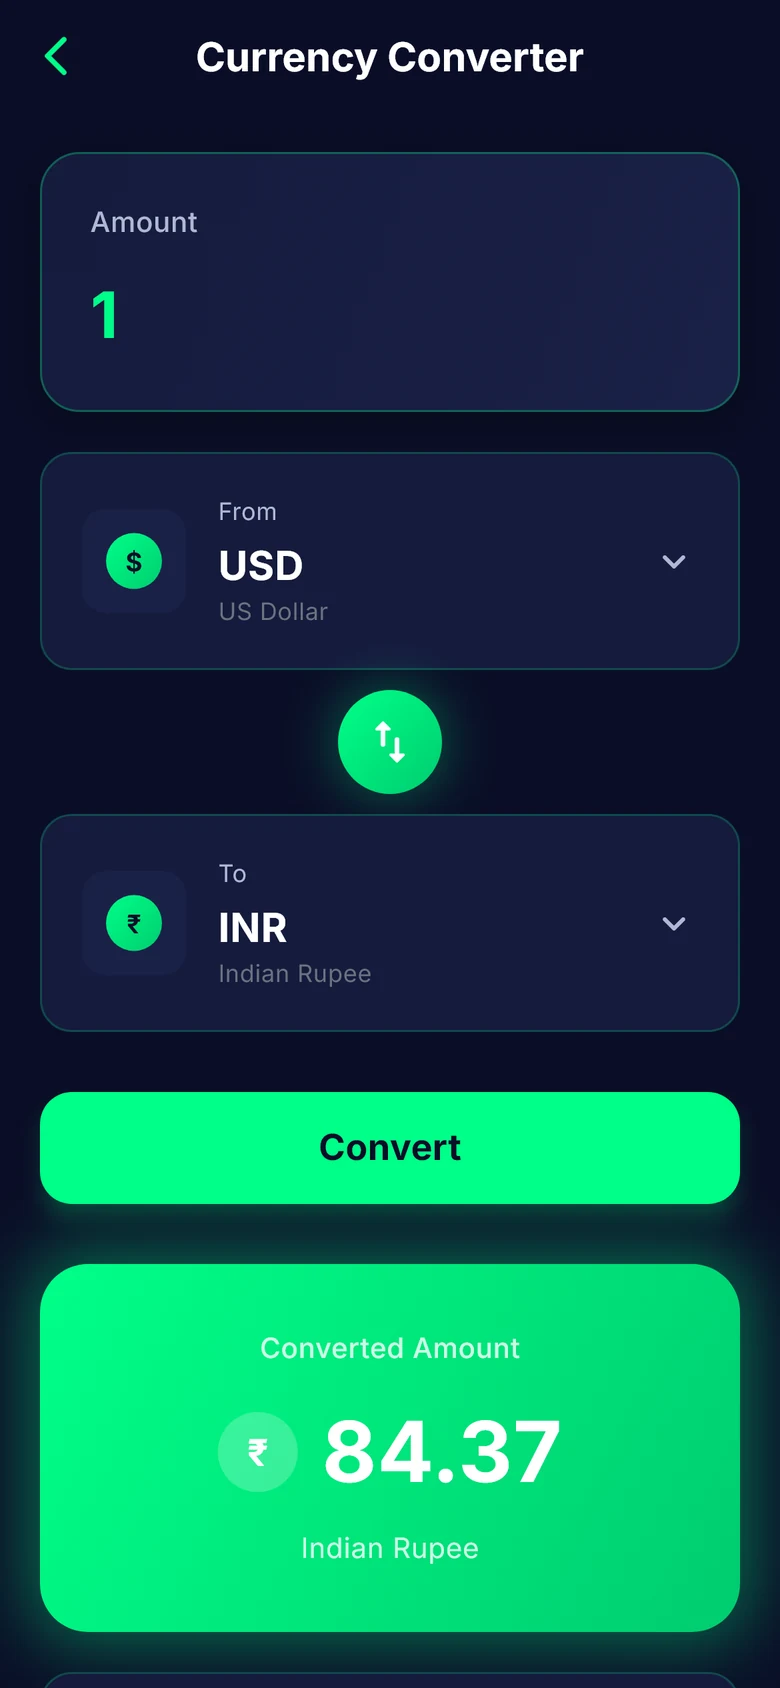 Currency Converter
Amount
1
From
$
USD
US Dollar
To
₹
INR
Indian Rupee
Convert
Converted Amount
₹ 84.37
Indian Rupee